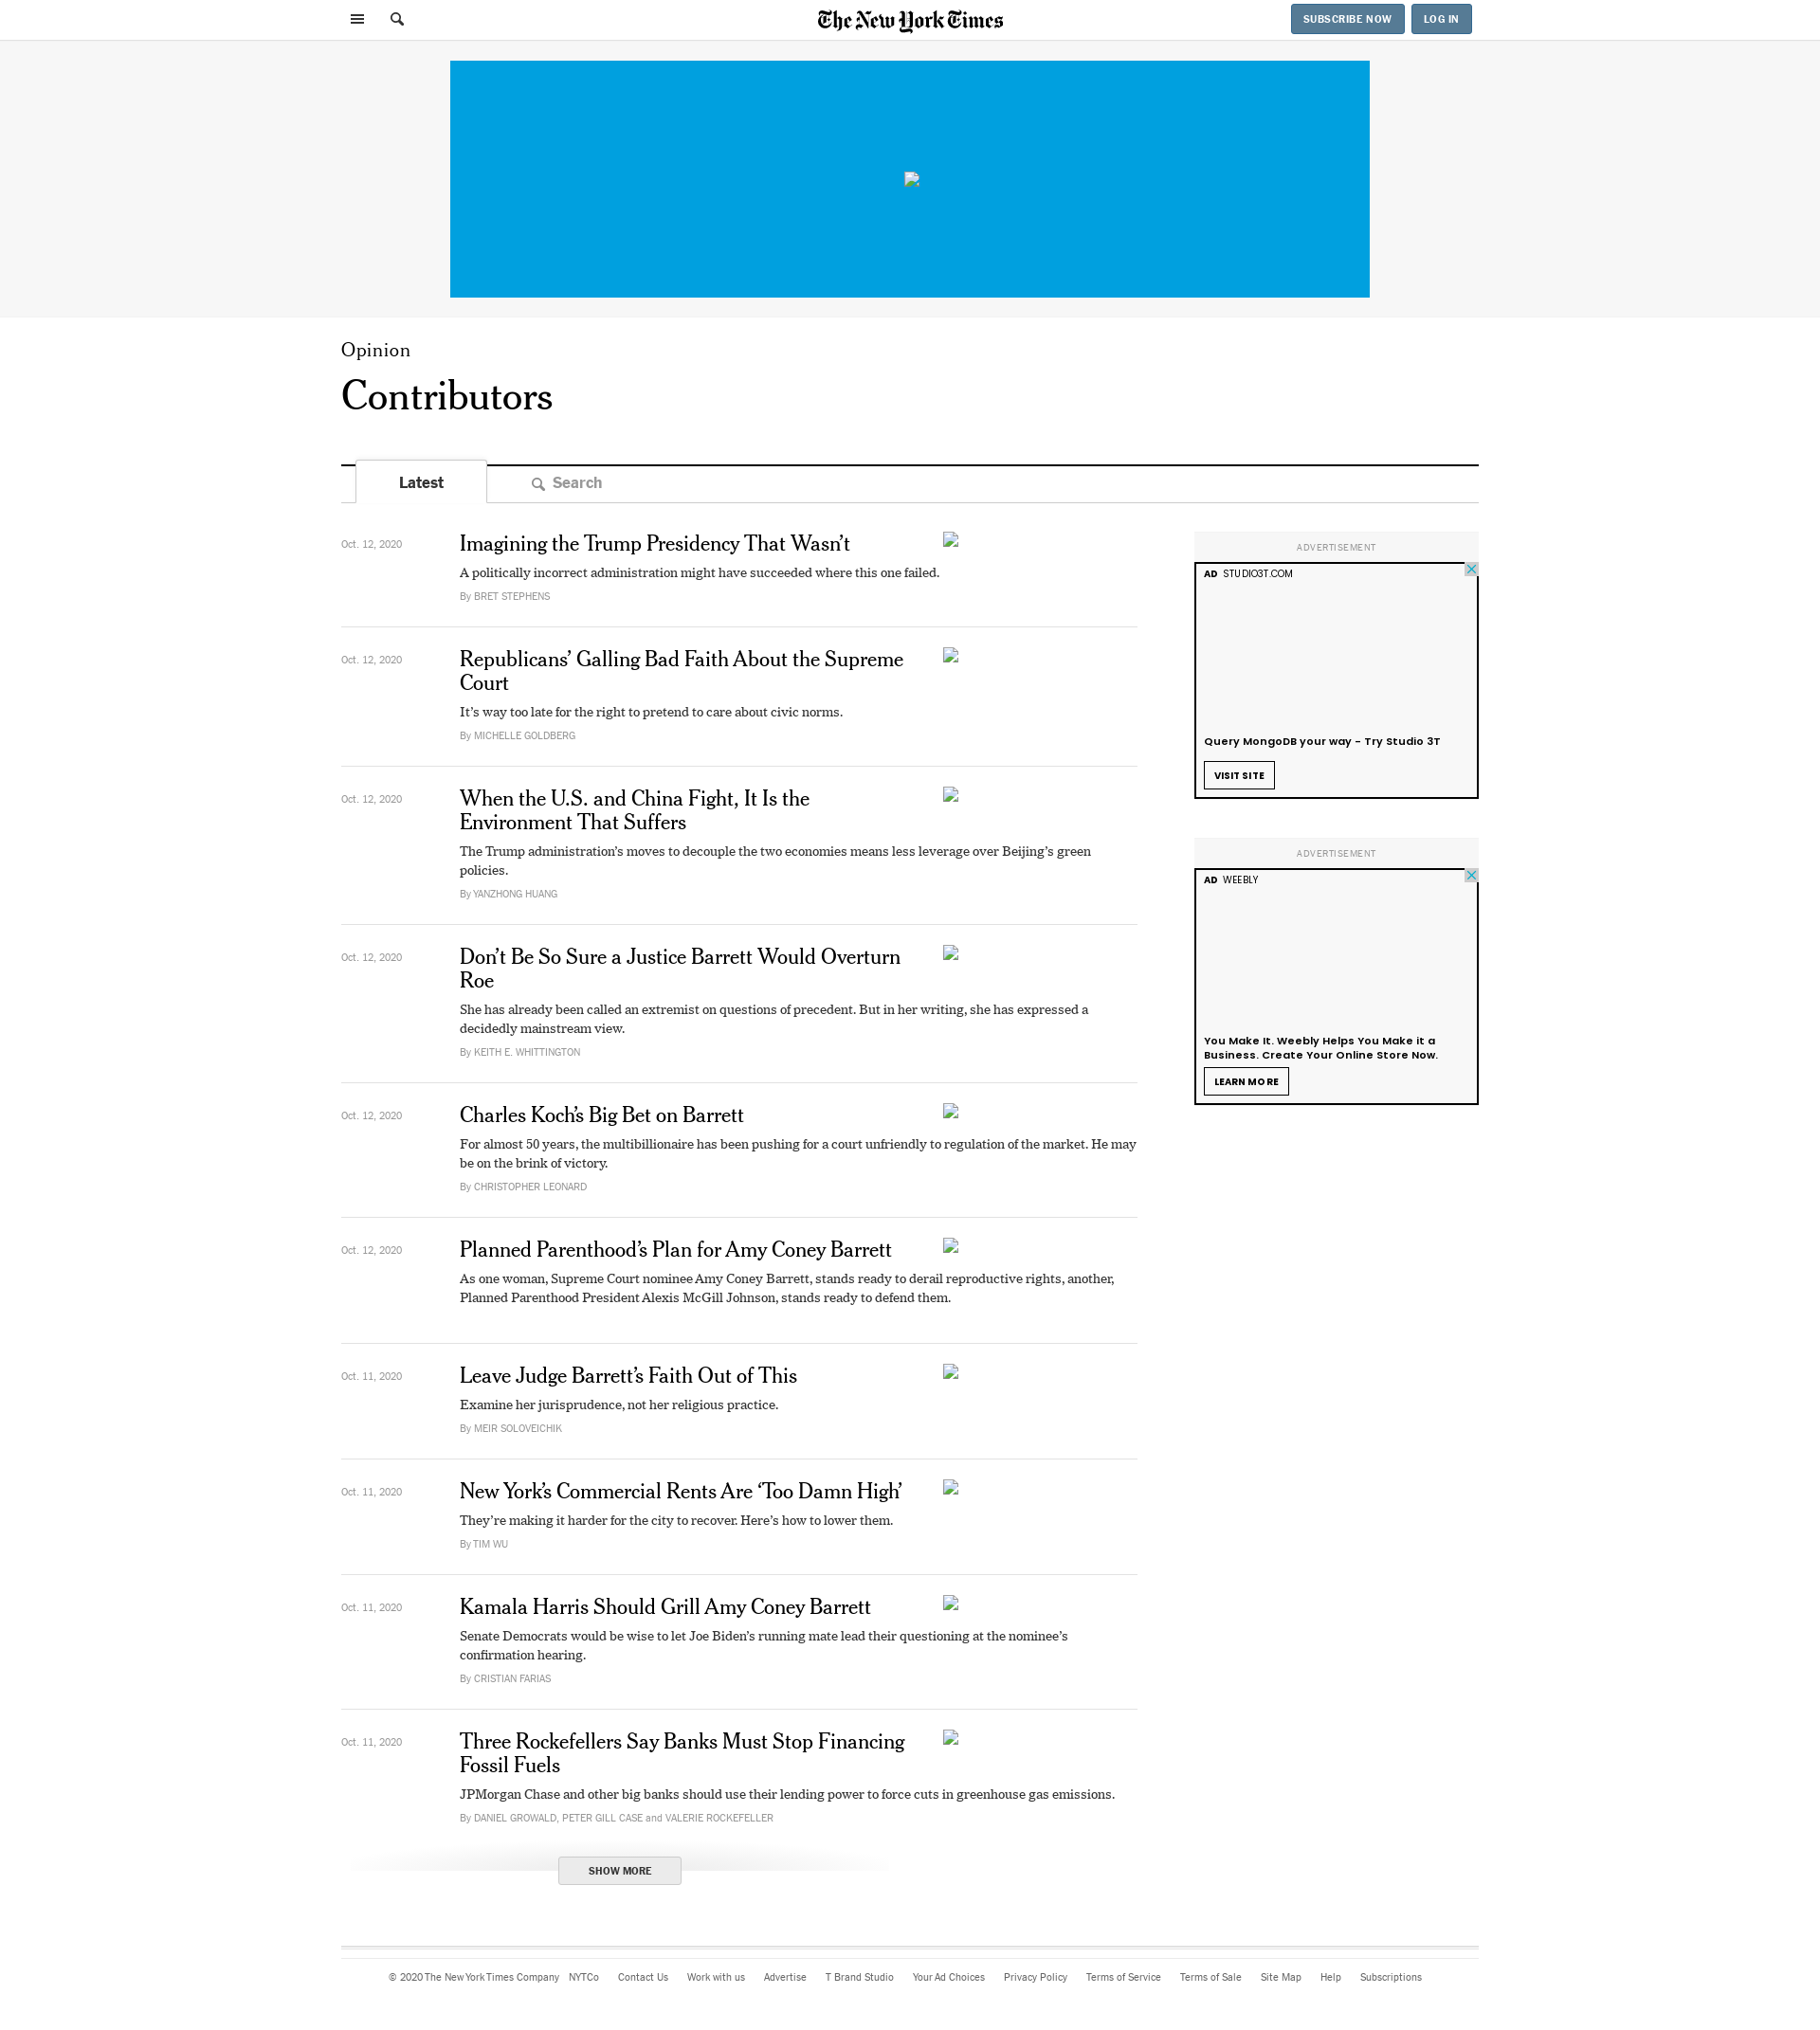 The New York Times
SUBSCRIBE NOW
LOG IN
Opinion
Contributors
Latest
Search
Oct. 12, 2020
Imagining the Trump Presidency That Wasn’t
A politically incorrect administration might have succeeded where this one failed.
By BRET STEPHENS
Oct. 12, 2020
Republicans’ Galling Bad Faith About the Supreme
Court
It’s way too late for the right to pretend to care about civic norms.
By MICHELLE GOLDBERG
Oct. 12, 2020
When the U.S. and China Fight, It Is the
Environment That Suffers
The Trump administration’s moves to decouple the two economies means less leverage over Beijing’s green
policies.
By YANZHONG HUANG
Oct. 12, 2020
Don’t Be So Sure a Justice Barrett Would Overturn
Roe
She has already been called an extremist on questions of precedent. But in her writing, she has expressed a
decidedly mainstream view.
By KEITH E. WHITTINGTON
Oct. 12, 2020
Charles Koch’s Big Bet on Barrett
For almost 50 years, the multibillionaire has been pushing for a court unfriendly to regulation of the market. He may
be on the brink of victory.
By CHRISTOPHER LEONARD
Oct. 12, 2020
Planned Parenthood’s Plan for Amy Coney Barrett
As one woman, Supreme Court nominee Amy Coney Barrett, stands ready to derail reproductive rights, another,
Planned Parenthood President Alexis McGill Johnson, stands ready to defend them.
Oct. 11, 2020
Leave Judge Barrett’s Faith Out of This
Examine her jurisprudence, not her religious practice.
By MEIR SOLOVEICHIK
Oct. 11, 2020
New York’s Commercial Rents Are ‘Too Damn High’
They’re making it harder for the city to recover. Here’s how to lower them.
By TIM WU
Oct. 11, 2020
Kamala Harris Should Grill Amy Coney Barrett
Senate Democrats would be wise to let Joe Biden’s running mate lead their questioning at the nominee’s
confirmation hearing.
By CRISTIAN FARIAS
Oct. 11, 2020
Three Rockefellers Say Banks Must Stop Financing
Fossil Fuels
JPMorgan Chase and other big banks should use their lending power to force cuts in greenhouse gas emissions.
By DANIEL GROWALD, PETER GILL CASE and VALERIE ROCKEFELLER
SHOW MORE
ADVERTISEMENT
AD STUDIO3T.COM
Query MongoDB your way - Try Studio 3T
VISIT SITE
ADVERTISEMENT
AD WEEBLY
You Make It. Weebly Helps You Make it a
Business. Create Your Online Store Now.
LEARN MORE
© 2020 The New York Times Company NYTCo Contact Us Work with us Advertise T Brand Studio Your Ad Choices Privacy Policy Terms of Service Terms of Sale Site Map Help Subscriptions